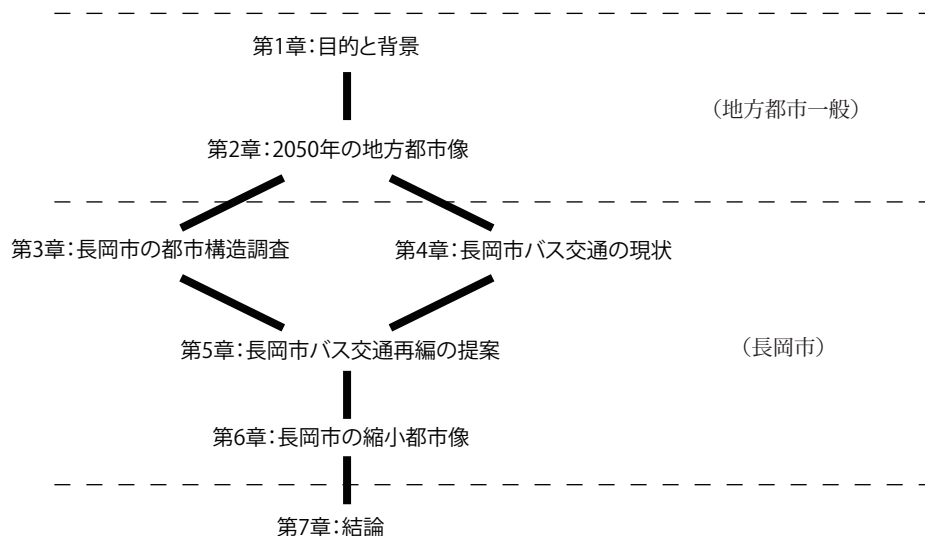 第1章：目的と背景
（地方都市一般）
第2章：2050年の地方都市像
第3章：長岡市の都市構造調査
第4章：長岡市バス交通の現状
第5章：長岡市バス交通再編の提案
（長岡市）
第6章：長岡市の縮小都市像
第7章：結論